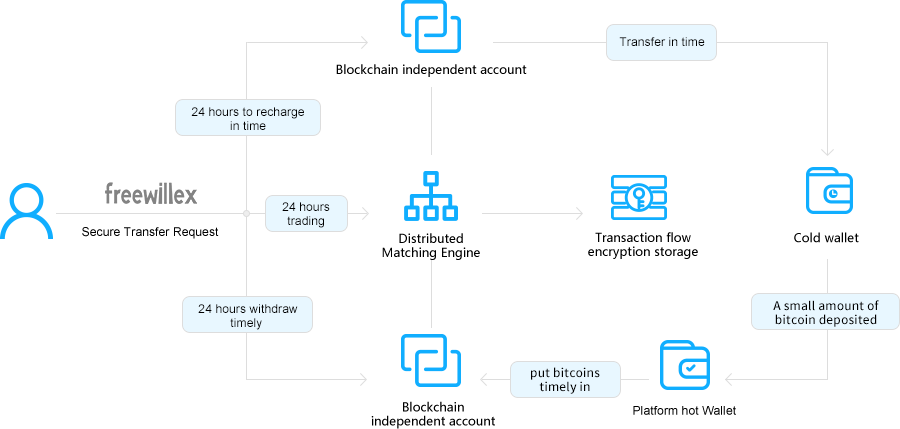 Transfer in time
Blockchain independent account
24 hours to recharge
in time
freewillex
Secure Transfer Request
24 hours
trading
Distributed
Matching Engine
Transaction flow
encryption storage
Cold wallet
24 hours withdraw
timely
A small amount of
bitcoin deposited
put bitcoins
timely in
Blockchain
independent account
Platform hot Wallet